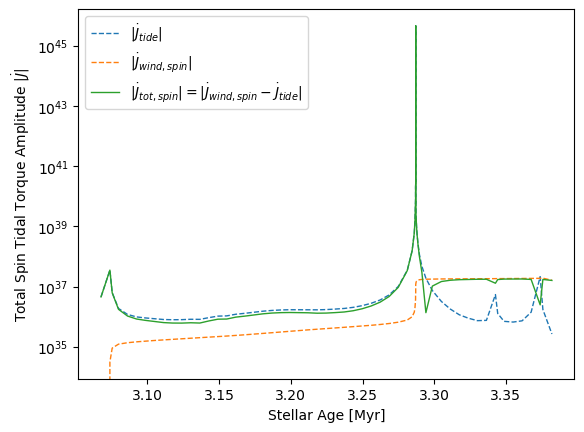 |J̇_{tide}|
|J̇_{wind, spin}|
|J̇_{tot, spin}| = |J̇_{wind, spin} − J̇_{tide}|
Total Spin Tidal Torque Amplitude |J̇|
10^{45}
10^{43}
10^{41}
10^{39}
10^{37}
10^{35}
3.10 3.15 3.20 3.25 3.30 3.35
Stellar Age [Myr]